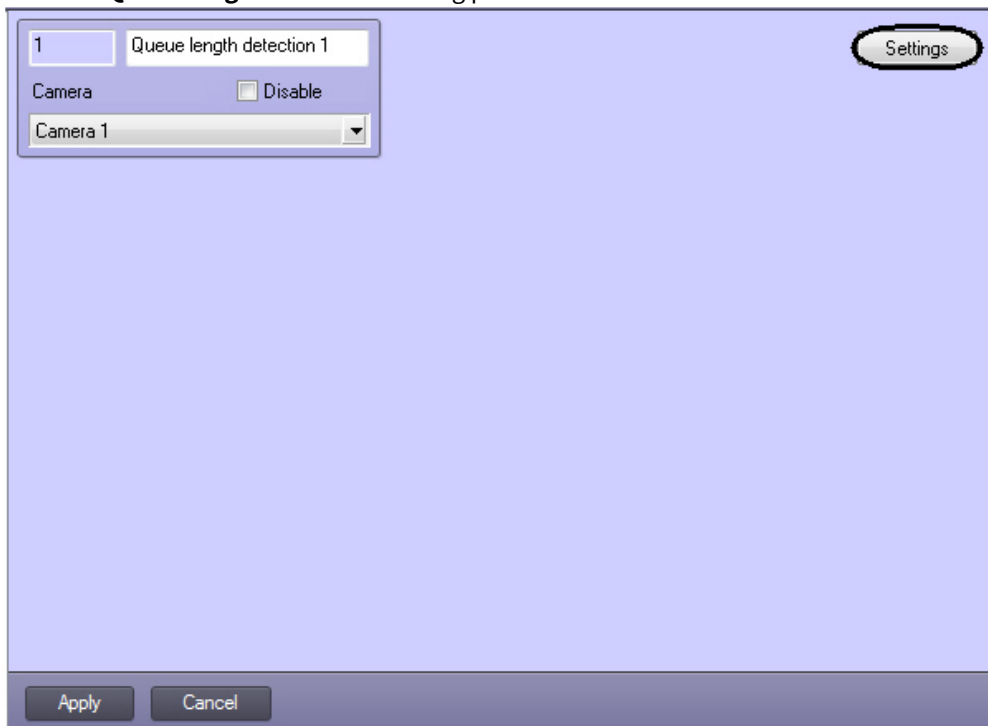 1
Queue length detection 1
Settings
Camera
Disable
Camera 1
Apply
Cancel